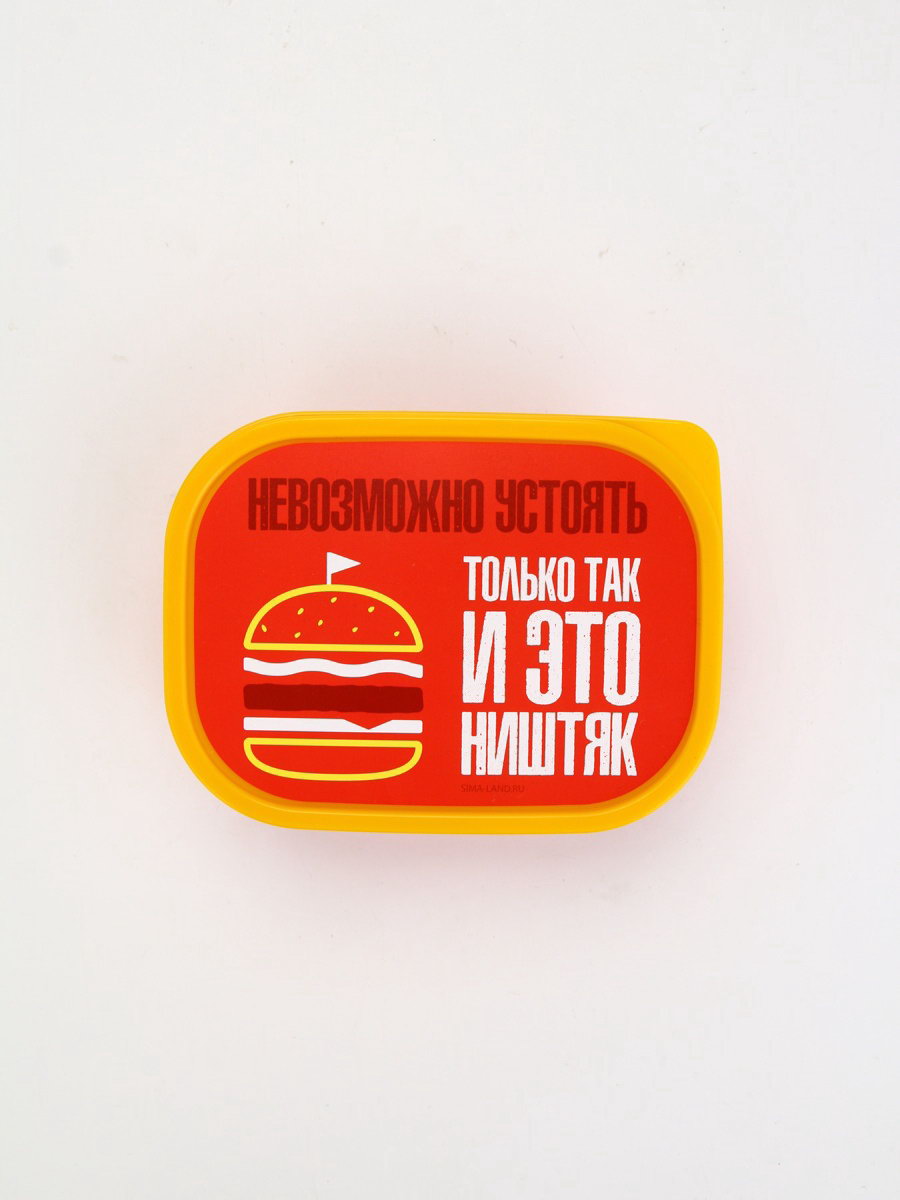 НЕВОЗМОЖНО УСТОЯТЬ
ТОЛЬКО ТАК
И ЭТО
НИШТЯК
SIMA-LAND.RU